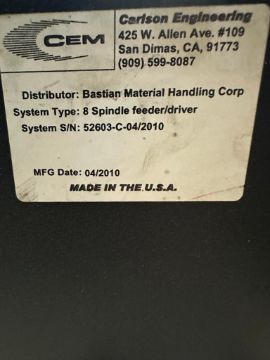 CEM
Carlson Engineering
425 W. Allen Ave. #109
San Dimas, CA, 91773
(909) 599-8087
Distributor: Bastian Material Handling Corp
System Type: 8 Spindle feeder/driver
System S/N: 52603-C-04/2010
MFG Date: 04/2010
MADE IN THE U.S.A.